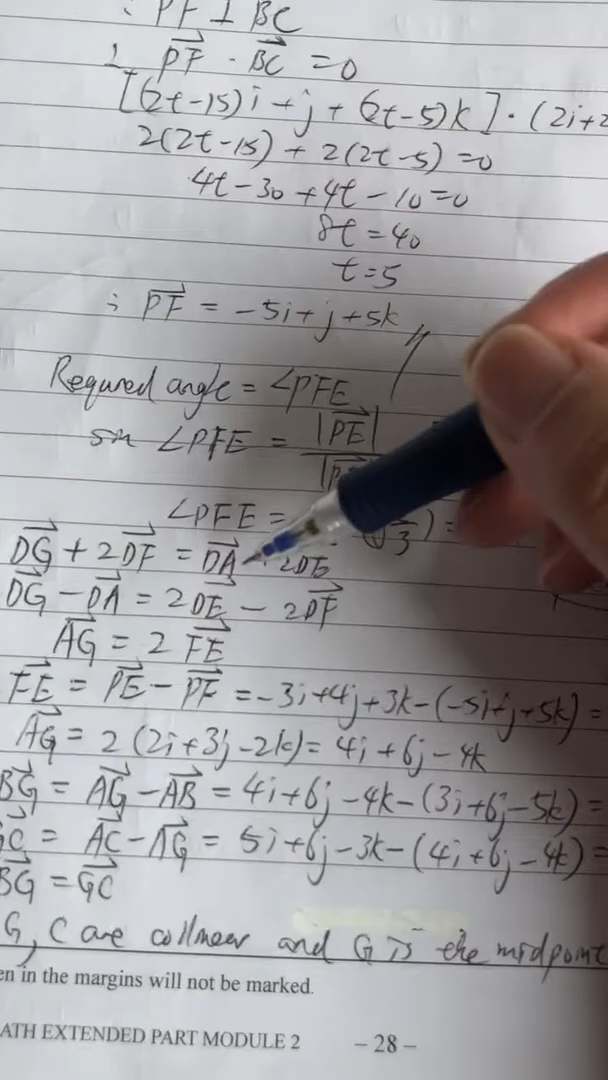 ∴ PF ⊥ BC
∴ PF · BC = 0
[(2t-15)i + j + (2t-5)k] · (2i+2
2(2t-15) + 2(2t-5) = 0
4t-30+4t-10=0
8t=40
t=5
∴ PF = -5i+j+5k //
Required angle = ∠PFE
sin ∠PFE = |PE|
∠PFE = 3) =
DG + 2DF = DA 2DE
DG - DA = 2DE - 2DF
AG = 2 FE
FE = PE - PF = -3i+4j+3k-(-5i+j+5k) =
AG = 2 (2i+3j-2k) = 4i+6j-4k
BG = AG - AB = 4i+6j-4k-(3i+6j-5k) =
GC = AC - AG = 5i+6j-3k-(4i+6j-4k) =
BG = GC
G, C are collinear and G is the midpoint
en in the margins will not be marked.
ATH EXTENDED PART MODULE 2 – 28 –